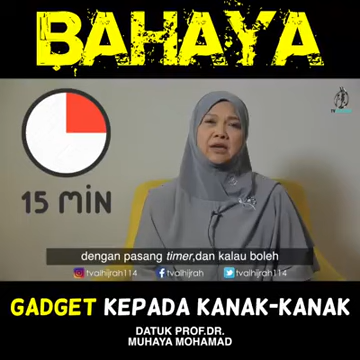 BAHAYA
15 MIN
dengan pasang timer,dan kalau boleh
tvalhijrah114 tvalhijrah tvalhijrah114
GADGET KEPADA KANAK-KANAK
DATUK PROF.DR.
MUHAYA MOHAMAD